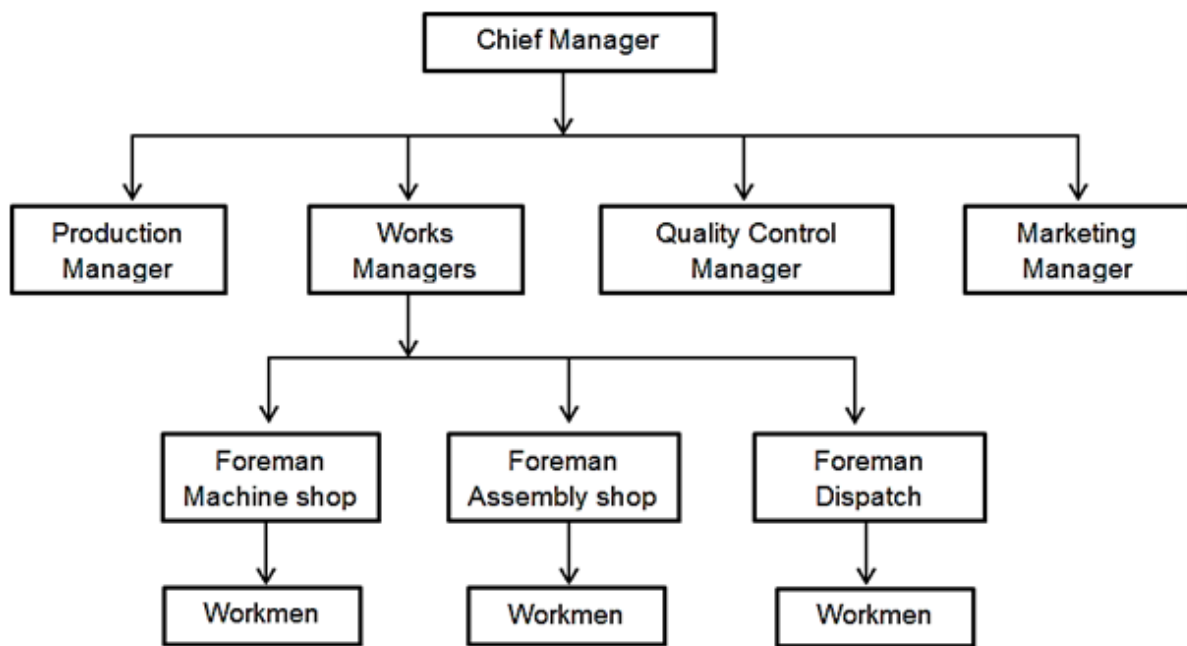 Chief Manager
Production
Manager
Works
Managers
Quality Control
Manager
Marketing
Manager
Foreman
Machine shop
Foreman
Assembly shop
Foreman
Dispatch
Workmen
Workmen
Workmen